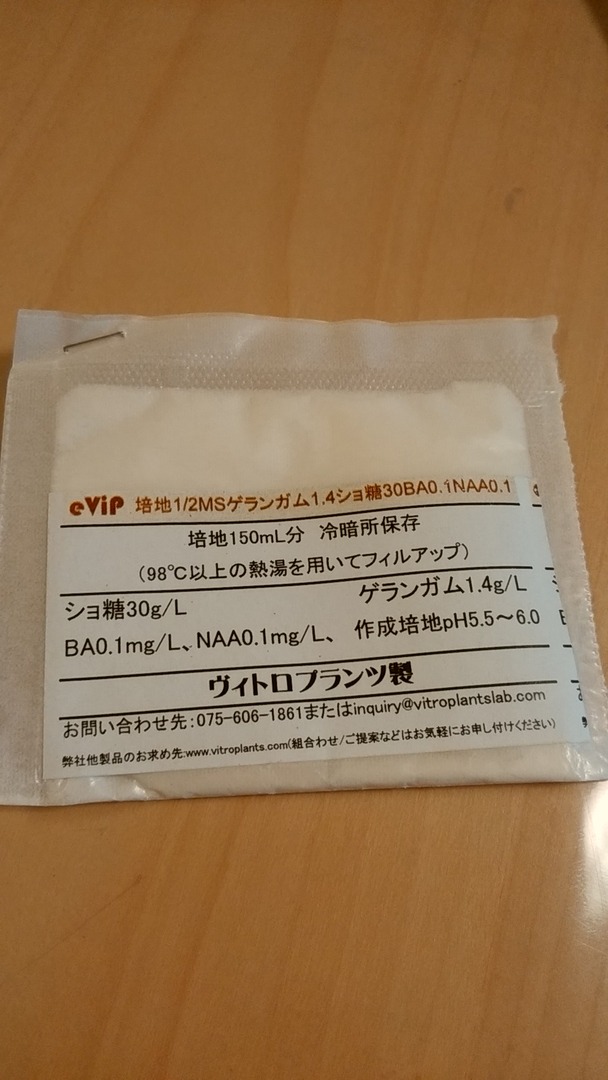 eViP 培地1/2MSゲランガム1.4ショ糖30BA0.1NAA0.1
培地150mL分 冷暗所保存
(98℃以上の熱湯を用いてフィルアップ)
ショ糖30g/L ゲランガム1.4g/L
BA0.1mg/L、NAA0.1mg/L、 作成培地pH5.5～6.0
ヴィトロプランツ製
お問い合わせ先:075-606-1861またはinquiry@vitroplantslab.com
弊社他製品のお求め先:www.vitroplants.com(組合わせ/ご提案などはお気軽にお申し付けください)